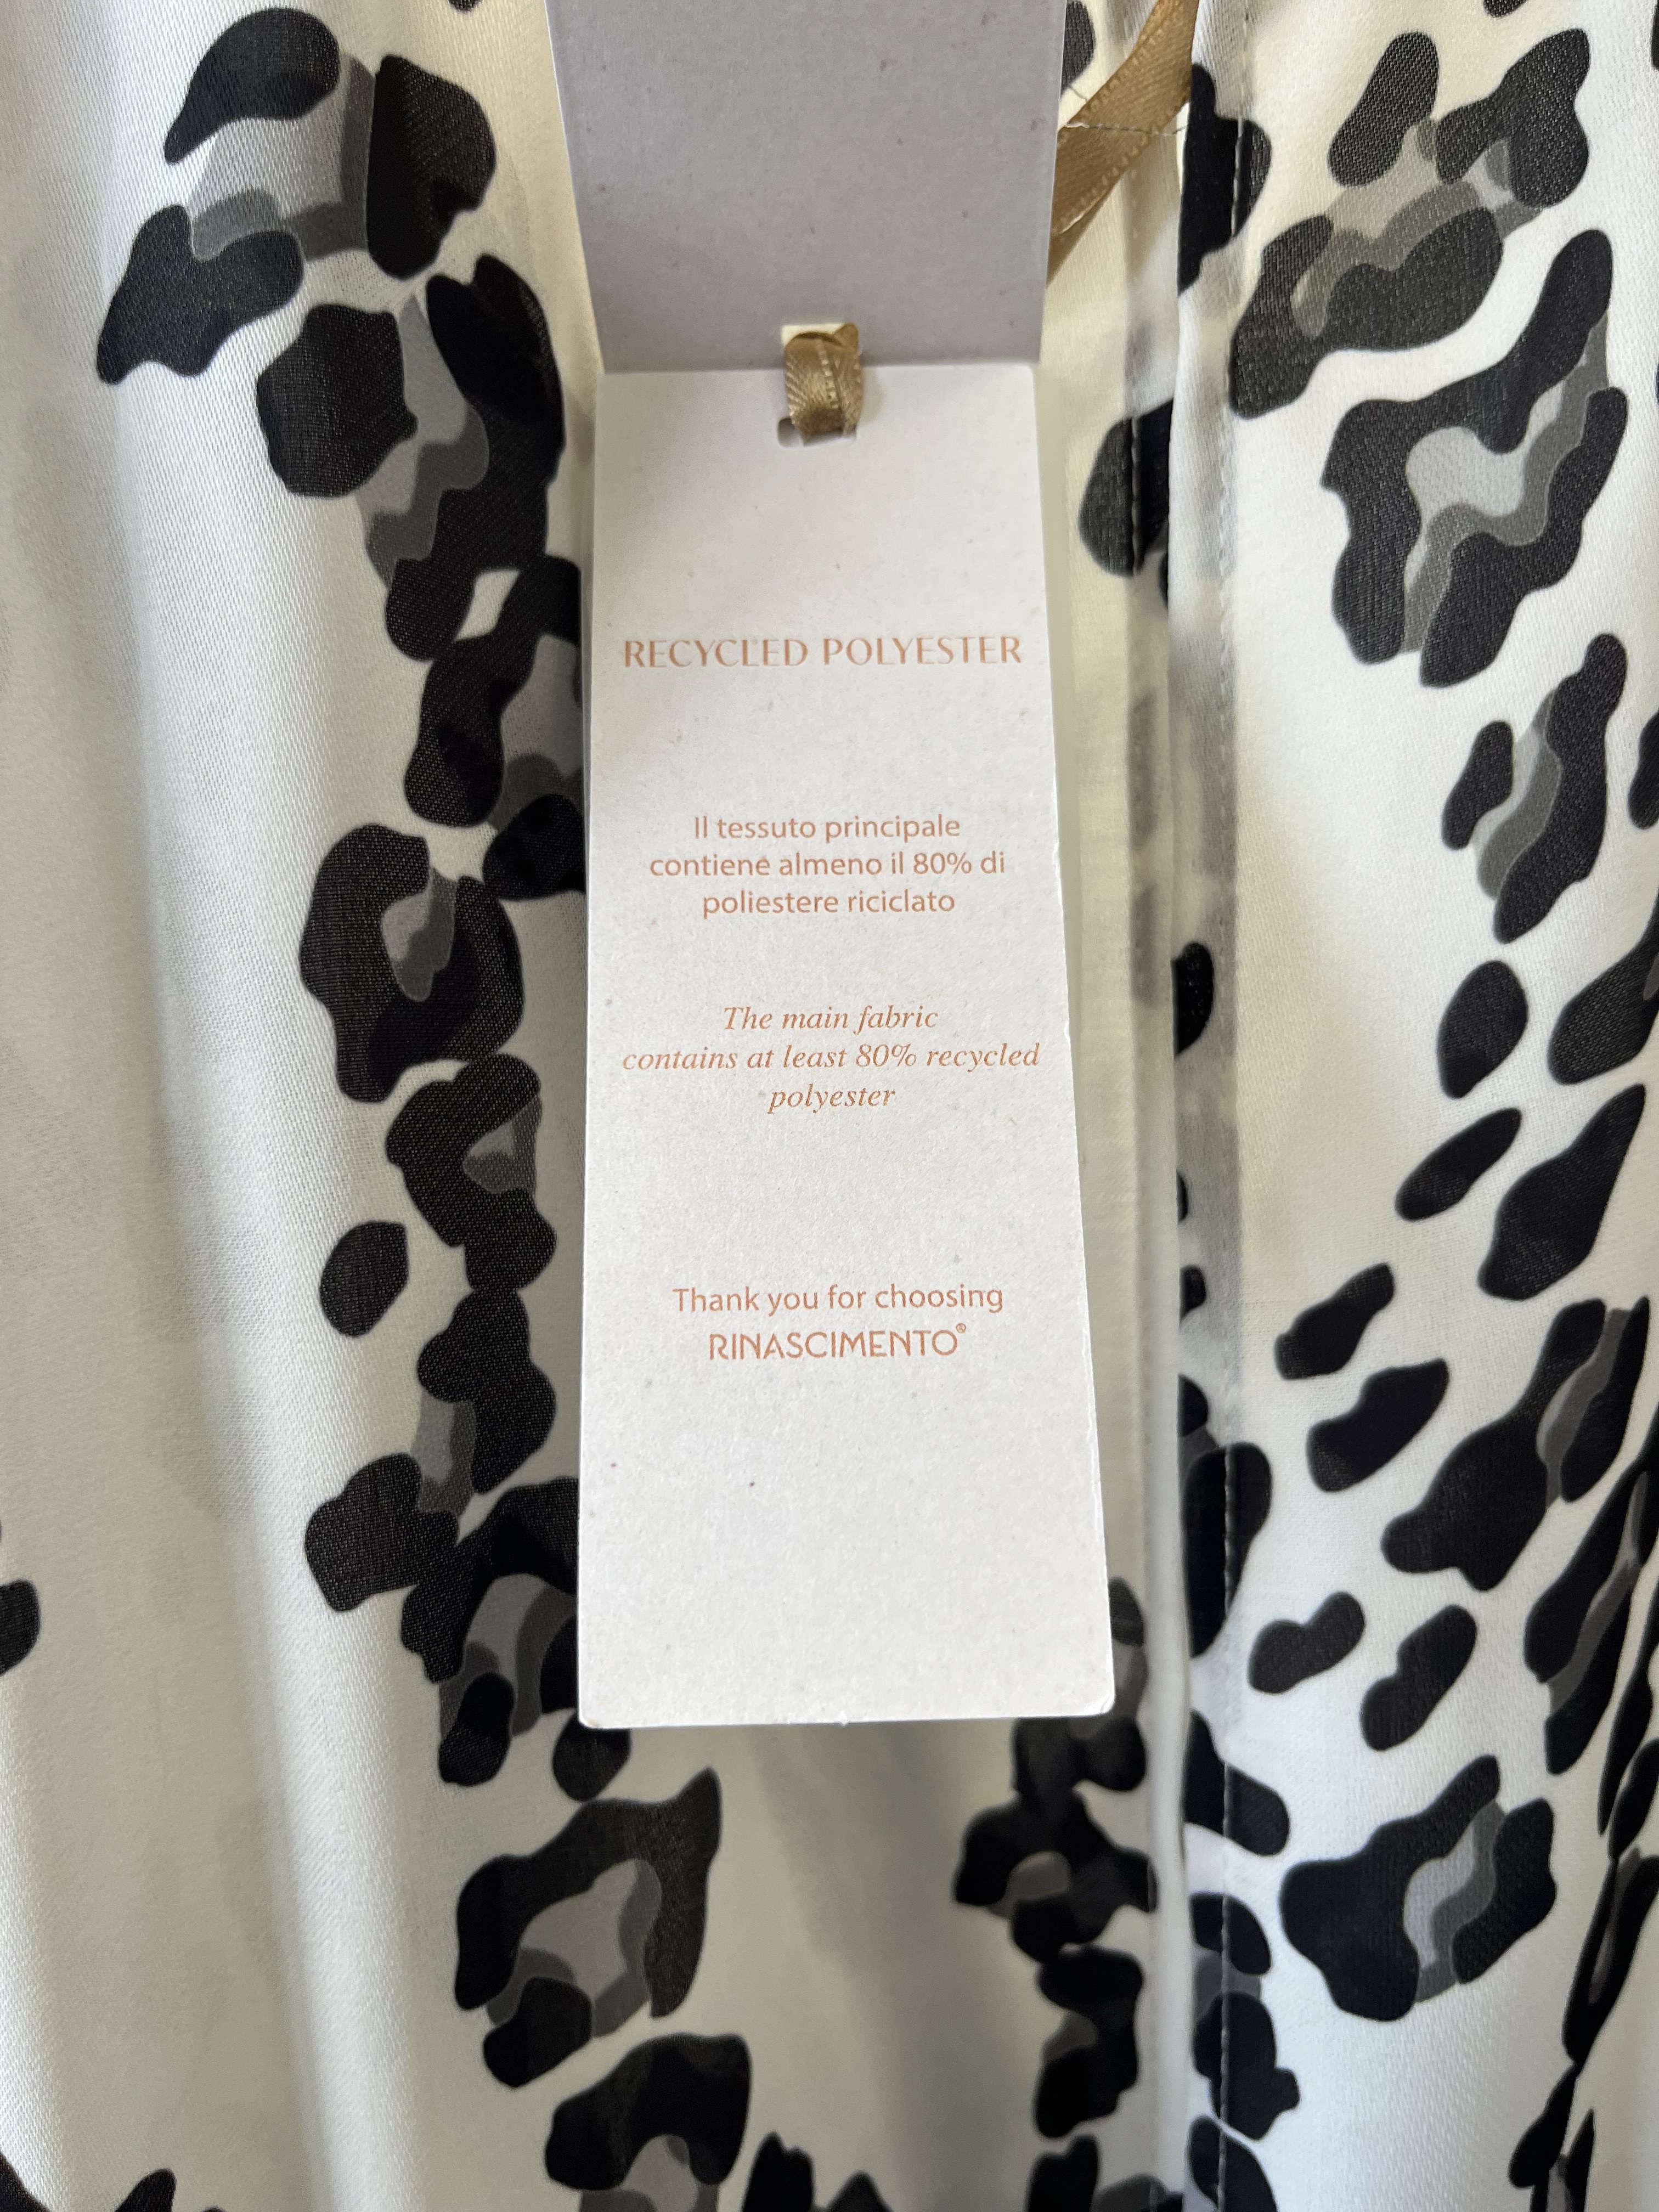 RECYCLED POLYESTER
Il tessuto principale
contiene almeno il 80% di
poliestere riciclato
The main fabric
contains at least 80% recycled
polyester
Thank you for choosing
RINASCIMENTO®